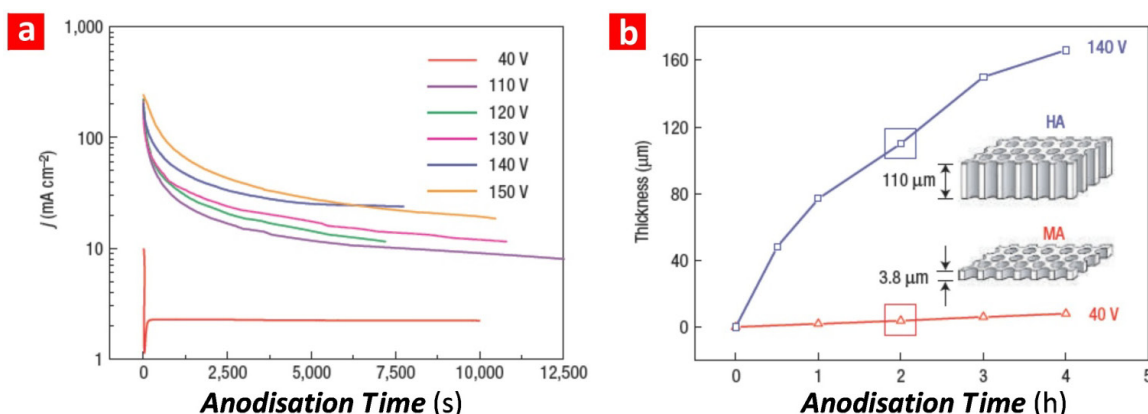 a
1,000
100
10
1
J (mA cm⁻²)
40 V
110 V
120 V
130 V
140 V
150 V
0
2,500
5,000
7,500
10,000
12,500
Anodisation Time (s)
b
160
120
80
40
0
Thickness (µm)
140 V
HA
110 µm
MA
3.8 µm
40 V
0
1
2
3
4
5
Anodisation Time (h)